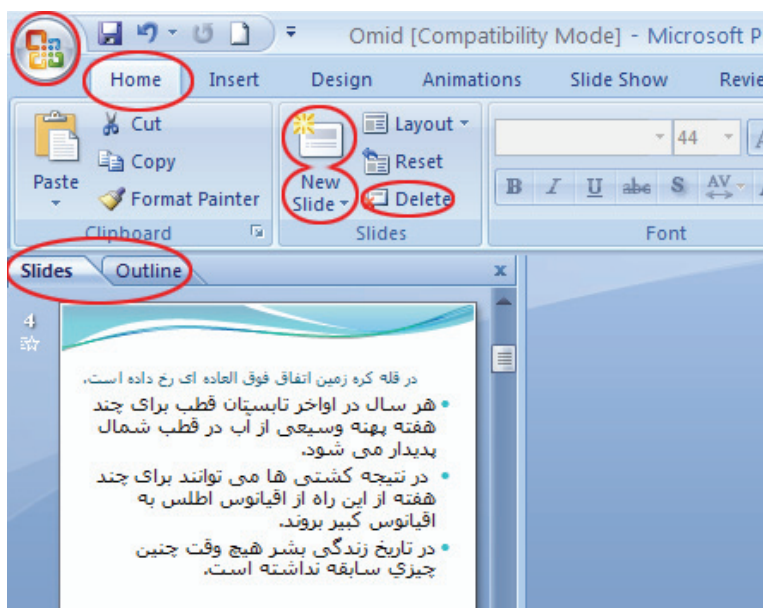 Omid [Compatibility Mode] - Microsoft P
Home Insert Design Animations Slide Show Revie
Cut
Copy
Format Painter
Paste
Clipboard
New Slide
Layout
Reset
Delete
Slides
44
B I U abc S AV
Font
Slides Outline
x
4
در قله کره زمین اتفاق فوق العاده ای رخ داده است.
• هر سال در اواخر تابستان قطب برای چند
هفته پهنه وسیعی از آب در قطب شمال
پدیدار می شود.
• در نتیجه کشتی ها می توانند برای چند
هفته از این راه از اقیانوس اطلس به
اقیانوس کبیر بروند.
• در تاریخ زندگی بشر هیچ وقت چنین
چیزي سابقه نداشته است.